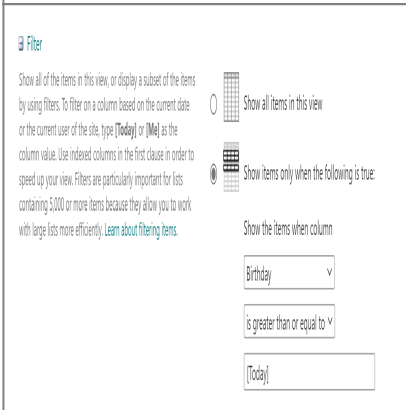 Filter
Show all of the items in this view, or display a subset of the items
by using filters. To filter on a column based on the current date
or the current user of the site, type [Today] or [Me] as the
column value. Use indexed columns in the first clause in order to
speed up your view. Filters are particularly important for lists
containing 5,000 or more items because they allow you to work
with large lists more efficiently. Learn about filtering items.
Show all items in this view
Show items only when the following is true:
Show the items when column
Birthday
is greater than or equal to
[Today]